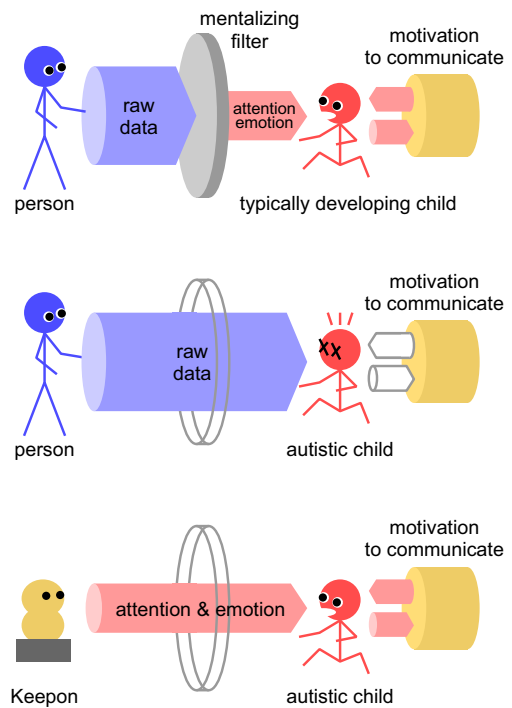 mentalizing
filter
motivation
to communicate
raw
data
attention
emotion
person
typically developing child
motivation
to communicate
raw
data
person
autistic child
motivation
to communicate
attention & emotion
Keepon
autistic child